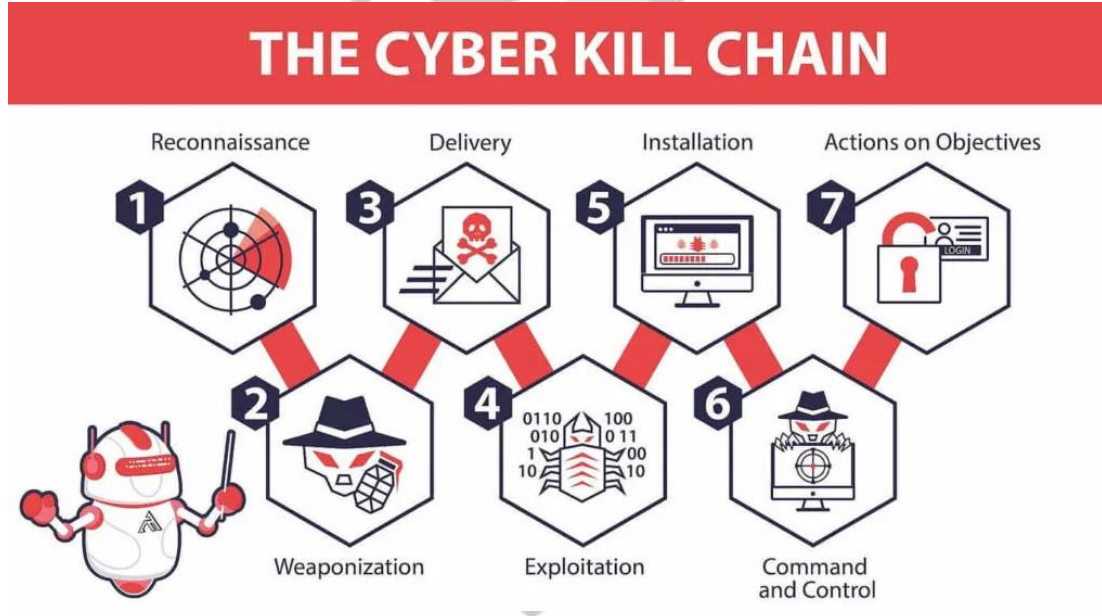 THE CYBER KILL CHAIN
Reconnaissance
1
Weaponization
2
Delivery
3
Exploitation
4
0110 100
010 0 11
1 00
10 10
Installation
5
Command
and Control
6
Actions on Objectives
7
LOGIN